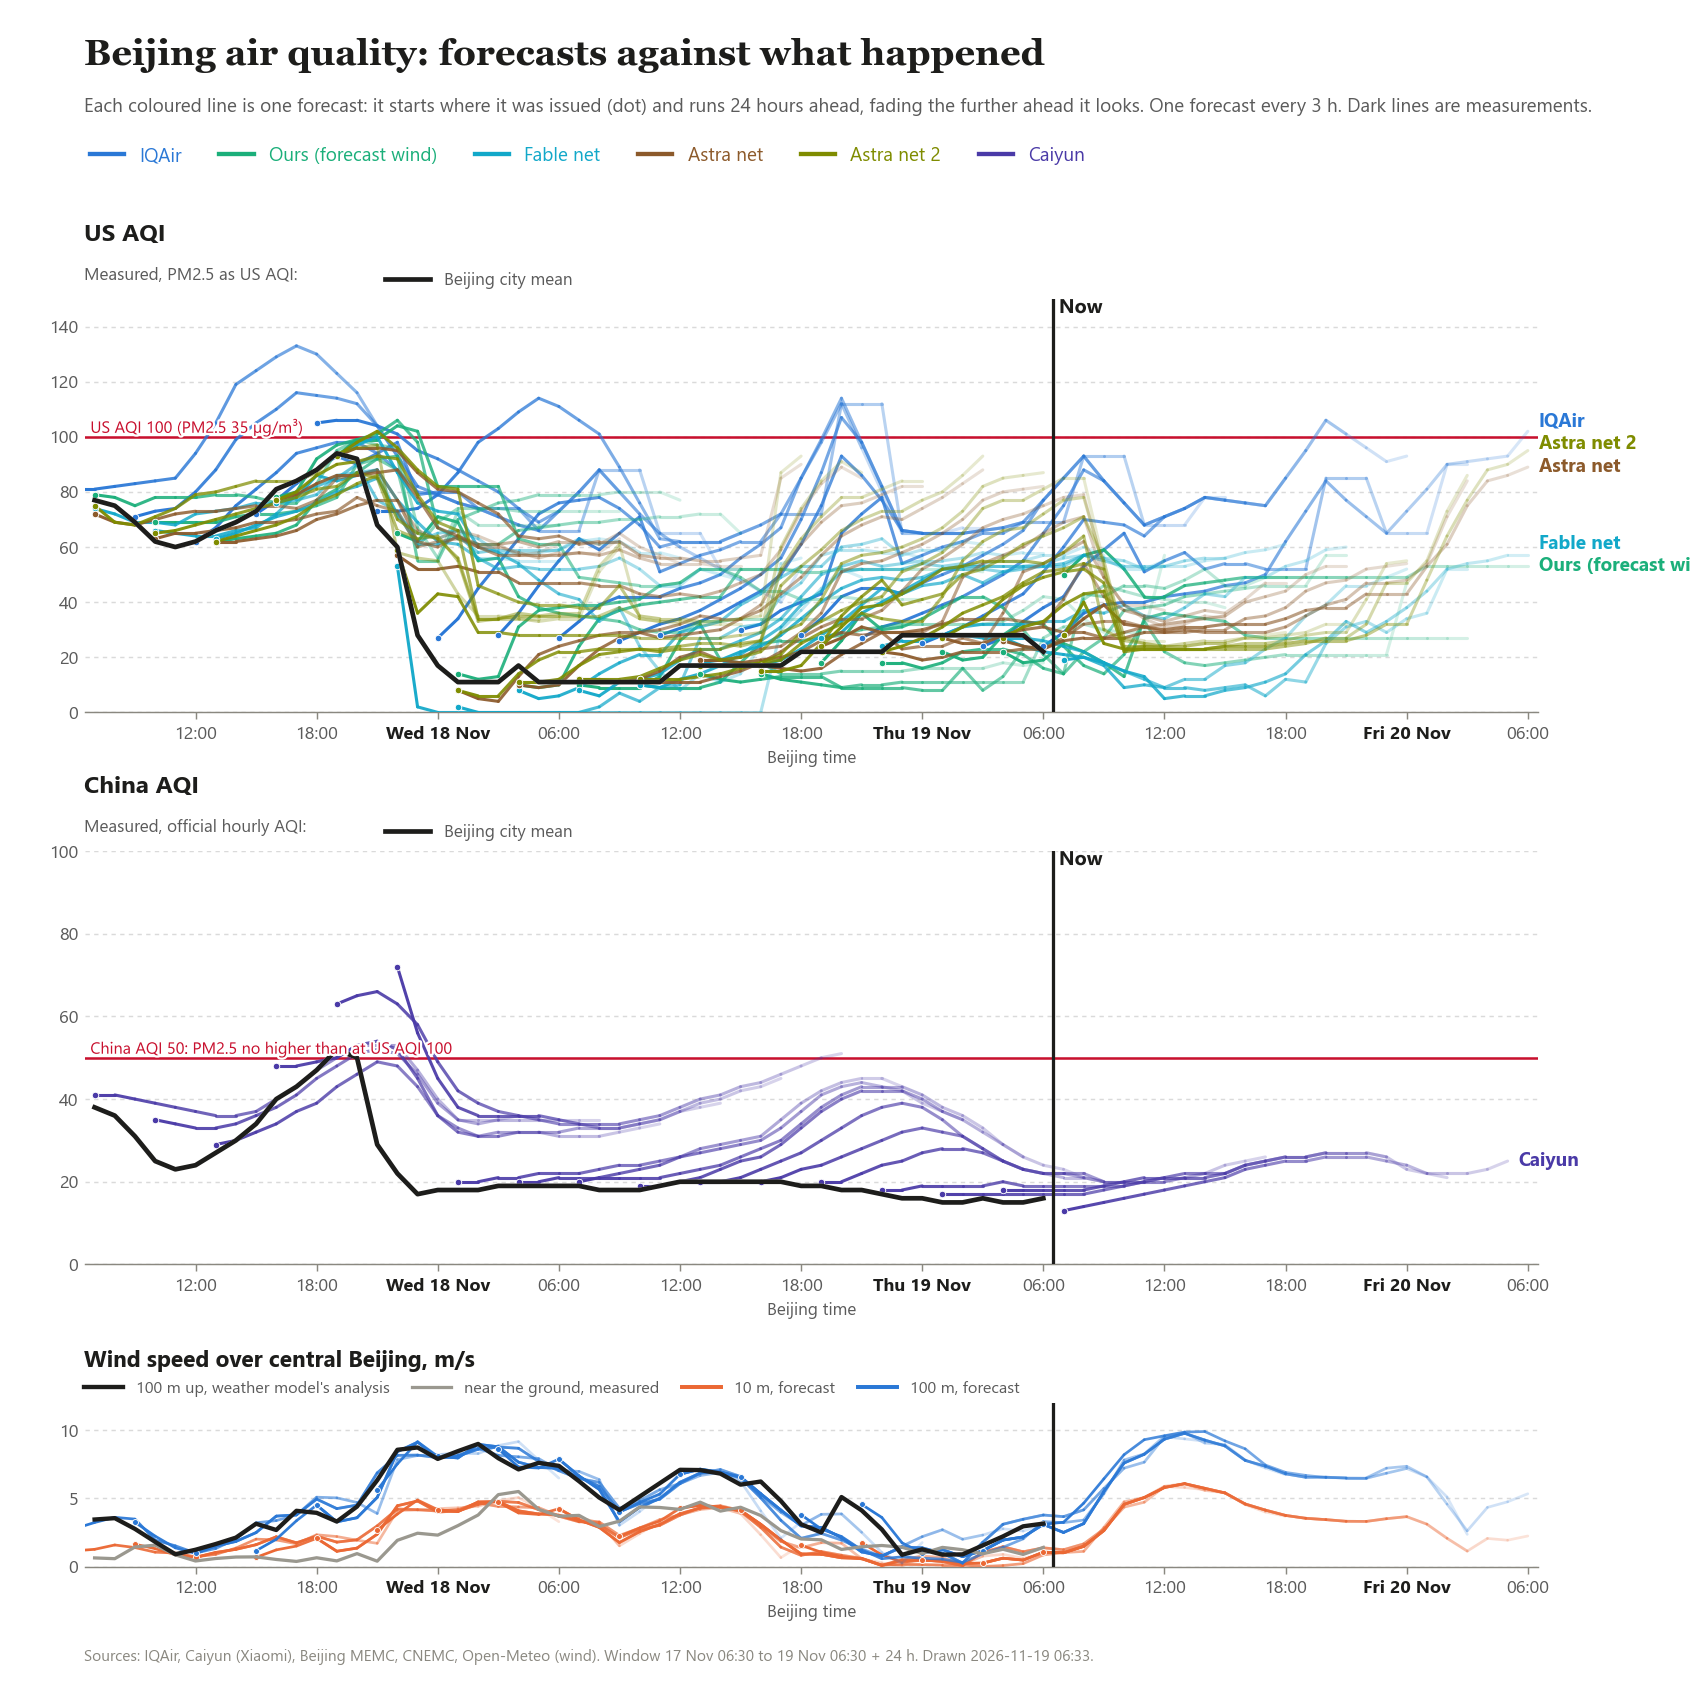 Beijing air quality: forecasts against what happened
Each coloured line is one forecast: it starts where it was issued (dot) and runs 24 hours ahead, fading the further ahead it looks. One forecast every 3 h. Dark lines are measurements.
IQAir Ours (forecast wind) Fable net Astra net Astra net 2 Caiyun
US AQI
Measured, PM2.5 as US AQI: Beijing city mean
Now
140
120
100
80
60
40
20
0
US AQI 100 (PM2.5 35 µg/m³)
IQAir
Astra net 2
Astra net
Fable net
Ours (forecast wi
12:00 18:00 Wed 18 Nov 06:00 12:00 18:00 Thu 19 Nov 06:00 12:00 18:00 Fri 20 Nov 06:00
Beijing time
China AQI
Measured, official hourly AQI: Beijing city mean
Now
100
80
60
40
20
0
China AQI 50: PM2.5 no higher than at US AQI 100
Caiyun
12:00 18:00 Wed 18 Nov 06:00 12:00 18:00 Thu 19 Nov 06:00 12:00 18:00 Fri 20 Nov 06:00
Beijing time
Wind speed over central Beijing, m/s
100 m up, weather model's analysis near the ground, measured 10 m, forecast 100 m, forecast
10
5
0
12:00 18:00 Wed 18 Nov 06:00 12:00 18:00 Thu 19 Nov 06:00 12:00 18:00 Fri 20 Nov 06:00
Beijing time
Sources: IQAir, Caiyun (Xiaomi), Beijing MEMC, CNEMC, Open-Meteo (wind). Window 17 Nov 06:30 to 19 Nov 06:30 + 24 h. Drawn 2026-11-19 06:33.